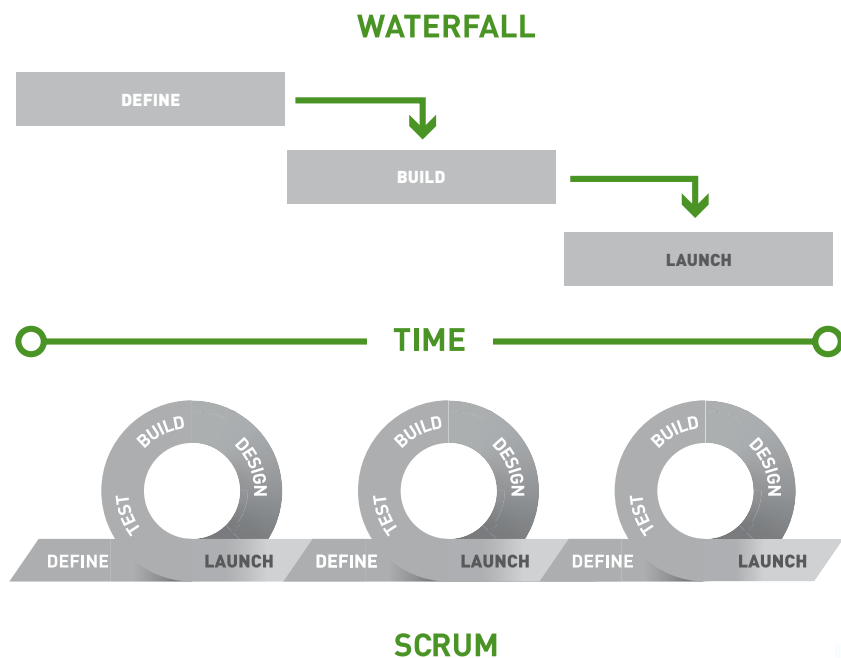 WATERFALL
DEFINE
BUILD
LAUNCH
TIME
BUILD
DESIGN
TEST
DEFINE
LAUNCH
BUILD
DESIGN
TEST
DEFINE
LAUNCH
BUILD
DESIGN
TEST
DEFINE
LAUNCH
SCRUM